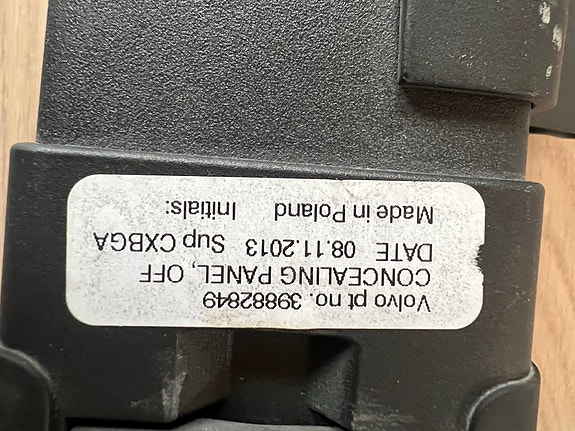 Volvo pt no. 39882849
CONCEALING PANEL, OFF
DATE 08.11.2013 Sup CXBGA
Made in Poland Initials: